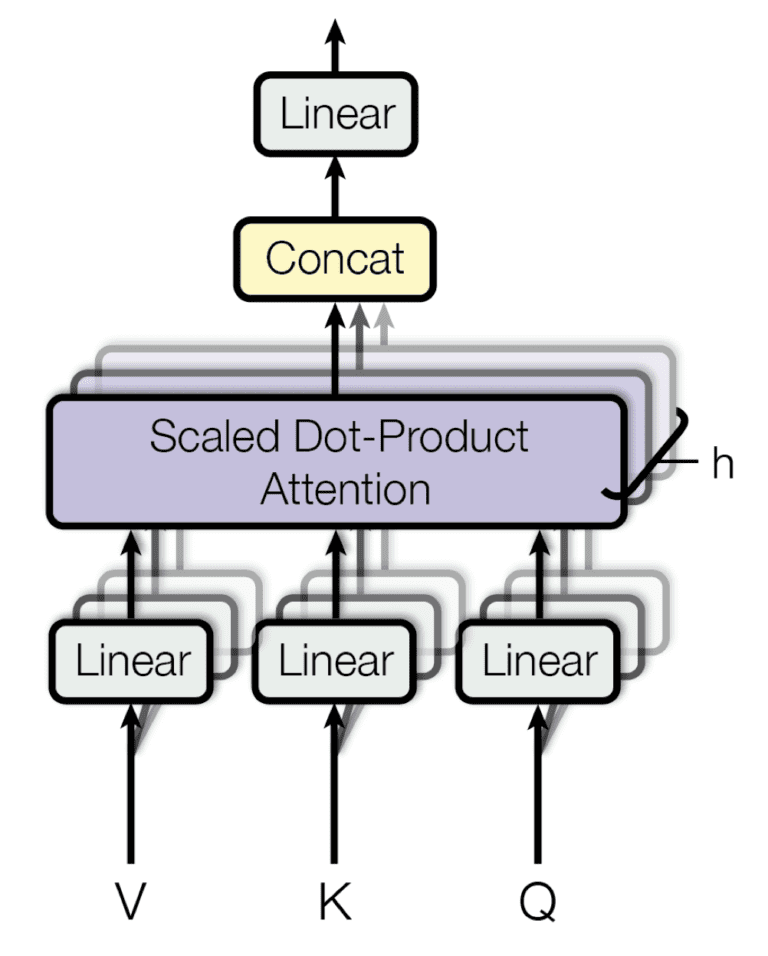 Linear
Concat
Scaled Dot-Product
Attention
h
Linear Linear Linear
V K Q